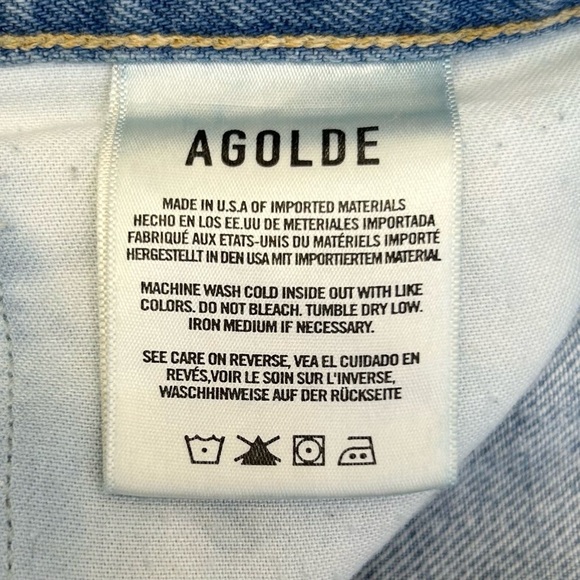 AGOLDE
MADE IN U.S.A OF IMPORTED MATERIALS
HECHO EN LOS EE.UU DE METERIALES IMPORTADA
FABRIQUÉ AUX ETATS-UNIS DU MATÉRIELS IMPORTÉ
HERGESTELLT IN DEN USA MIT IMPORTIERTEM MATERIAL
MACHINE WASH COLD INSIDE OUT WITH LIKE
COLORS. DO NOT BLEACH. TUMBLE DRY LOW.
IRON MEDIUM IF NECESSARY.
SEE CARE ON REVERSE, VEA EL CUIDADO EN
REVÉS,VOIR LE SOIN SUR L'INVERSE,
WASCHHINWEISE AUF DER RÜCKSEITE